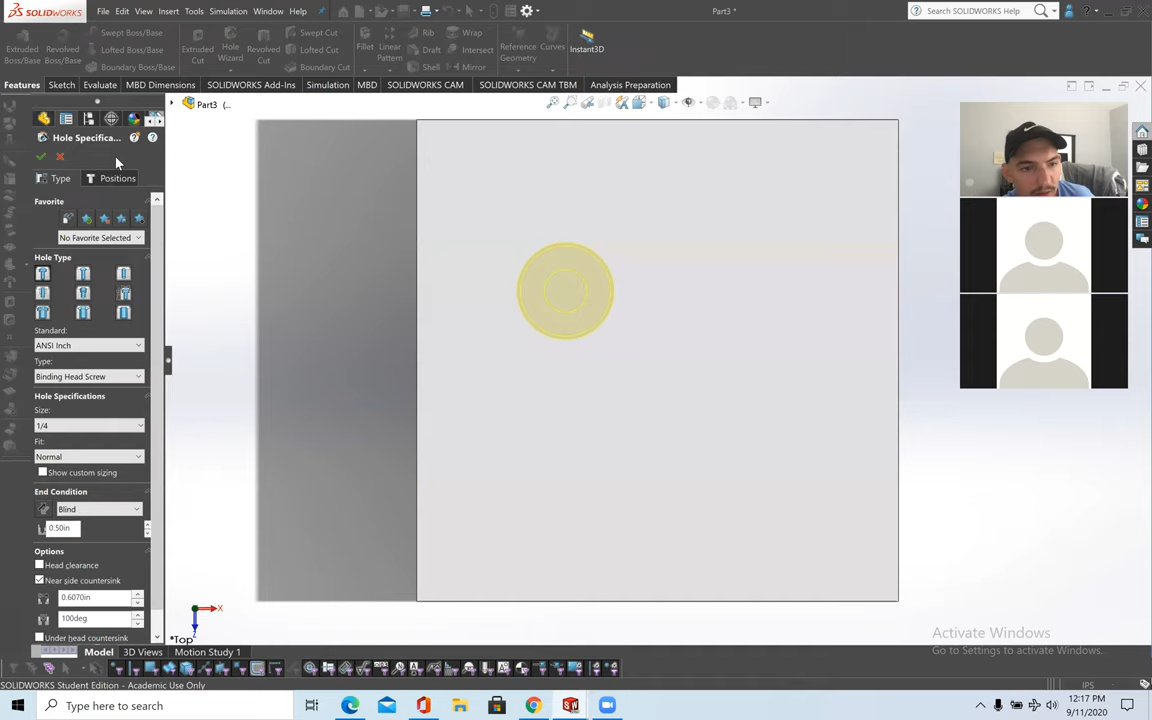 SOLIDWORKS File Edit View Insert Tools Simulation Window Help Part3 * Search SOLIDWORKS Help
Extruded Boss/Base
Revolved Boss/Base
Swept Boss/Base
Lofted Boss/Base
Boundary Boss/Base
Extruded Cut
Hole Wizard
Revolved Cut
Swept Cut
Lofted Cut
Boundary Cut
Fillet
Linear Pattern
Rib
Draft
Shell
Wrap
Intersect
Mirror
Reference Geometry
Curves
Instant3D
Features Sketch Evaluate MBD Dimensions SOLIDWORKS Add-Ins Simulation MBD SOLIDWORKS CAM SOLIDWORKS CAM TBM Analysis Preparation
Part3 (...
Hole Specifica...
Type Positions
Favorite
No Favorite Selected
Hole Type
Standard:
ANSI Inch
Type:
Binding Head Screw
Hole Specifications
Size:
1/4
Fit:
Normal
Show custom sizing
End Condition
Blind
0.50in
Options
Head clearance
Near side countersink
0.6070in
100deg
Under head countersink
X
Z
*Top
Activate Windows
Go to Settings to activate Windows.
Model 3D Views Motion Study 1
SOLIDWORKS Student Edition - Academic Use Only IPS
Type here to search
12:17 PM
9/11/2020